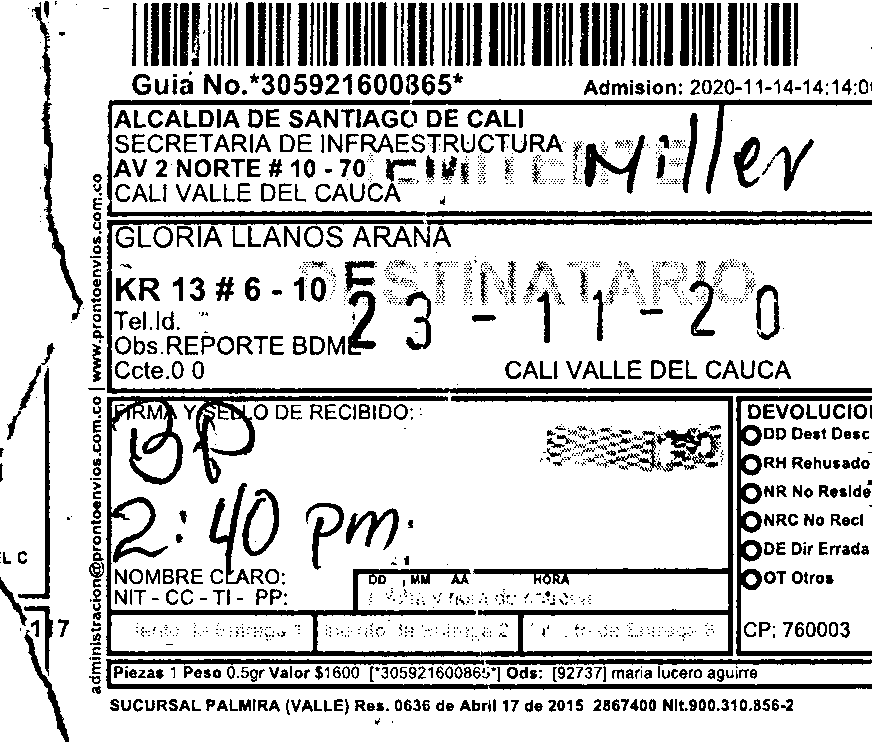 Guia No.*305921600865*
Admision: 2020-11-14-14:14:0
ALCALDIA DE SANTIAGO DE CALI
SECRETARIA DE INFRAESTRUCTURA
AV 2 NORTE # 10 - 70
CALI VALLE DEL CAUCA
Miller
GLORIA LLANOS ARANA
DESTINATARIO
KR 13 # 6 - 10
23-11-20
Tel.Id.
Obs.REPORTE BDME
Ccte.0 0
CALI VALLE DEL CAUCA
www.prontoenvios.com.co
administracion@prontoenvios.com.co
FIRMA Y SELLO DE RECIBIDO:
BP
2:40 pm.
NOMBRE CLARO:
NIT - CC - TI - PP:
DD MM AA HORA
DEVOLUCIO
DD Dest Desc
RH Rehusado
NR No Reside
NRC No Recl
DE Dir Errada
OT Otros
CP: 760003
Piezas 1 Peso 0.5gr Valor $1600 [*305921600865*] Ods: [92737] maria lucero aguirre
SUCURSAL PALMIRA (VALLE) Res. 0636 de Abril 17 de 2015 2867400 Nit.900.310.856-2